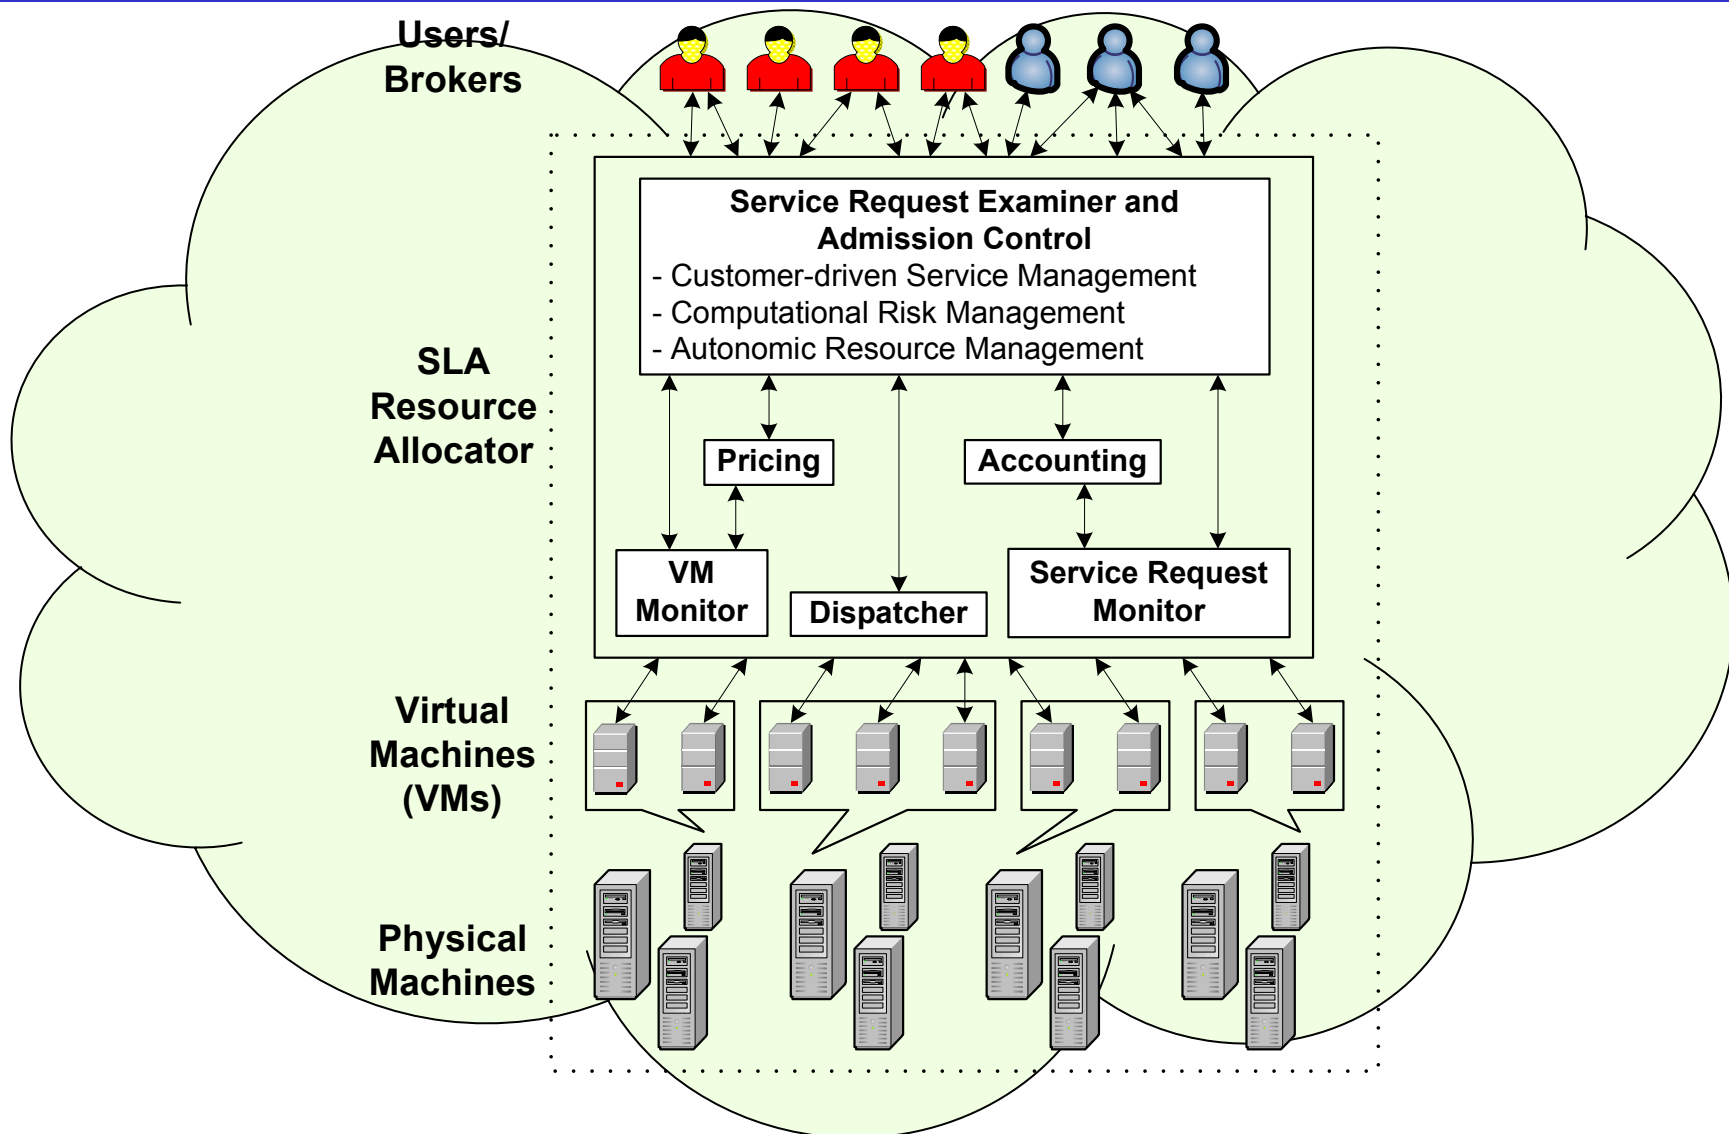 Users/
Brokers
Service Request Examiner and
Admission Control
- Customer-driven Service Management
- Computational Risk Management
- Autonomic Resource Management
SLA
Resource
Allocator
Pricing
Accounting
VM
Monitor
Dispatcher
Service Request
Monitor
Virtual
Machines
(VMs)
Physical
Machines